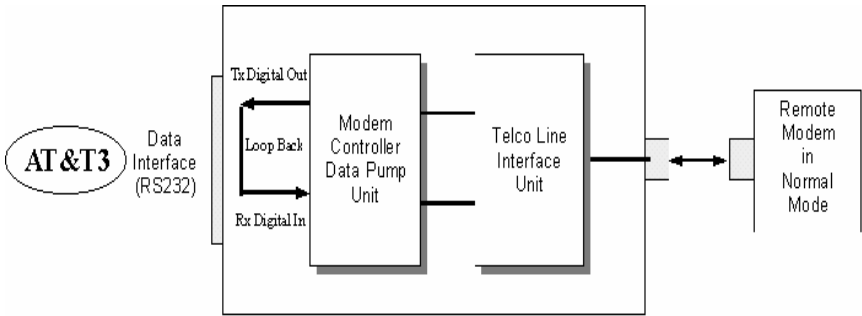 AT&T3
Data
Interface
(RS232)
Tx Digital Out
Loop Back
Rx Digital In
Modem
Controller
Data Pump
Unit
Telco Line
Interface
Unit
Remote
Modem
in
Normal
Mode